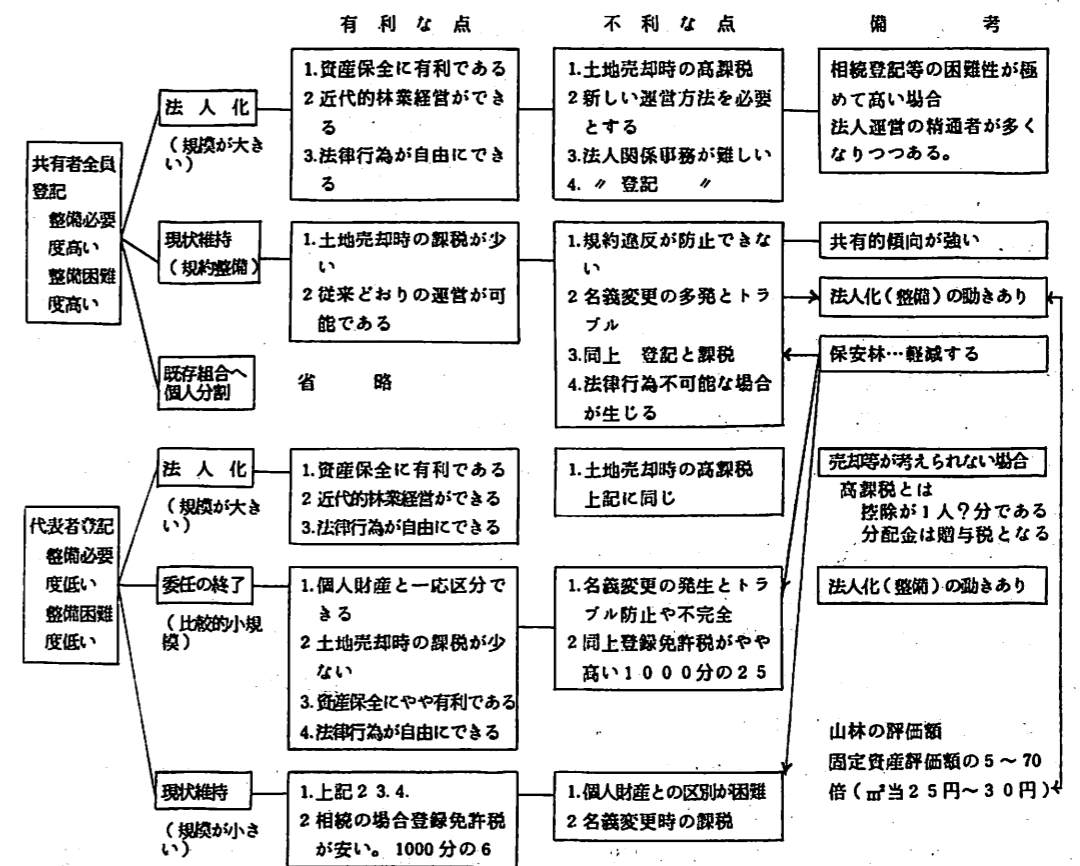 有利な点
不利な点
備考
共有者全員
登記
整備必要
度高い
整備困難
度高い
法人化
(規模が大き
い)
1.資産保全に有利である
2 近代的林業経営ができ
る
3.法律行為が自由にでき
る
1.土地売却時の高課税
2 新しい運営方法を必要
とする
3.法人関係事務が難しい
4. 〃 登記 〃
相続登記等の困難性が極
めて高い場合
法人運営の精通者が多く
なりつつある。
現状維持
(規約整備)
1.土地売却時の課税が少
い
2 従来どおりの運営が可
能である
1.規約違反が防止できな
い
2 名義変更の多発とトラ
ブル
3.同上 登記と課税
4.法律行為不可能な場合
が生じる
共有的傾向が強い
法人化(整備)の動きあり
保安林…軽減する
既存組合へ
個人分割
省略
代表者登記
整備必要
度低い
整備困難
度低い
法人化
(規模が大き
い)
1.資産保全に有利である
2 近代的林業経営ができる
3.法律行為が自由にできる
1.土地売却時の高課税
上記に同じ
売却等が考えられない場合
高課税とは
控除が1人?分である
分配金は贈与税となる
委任の終了
(比較的小規
模)
1.個人財産と一応区分で
きる
2 土地売却時の課税が少
ない
3.資産保全にやや有利である
4.法律行為が自由にできる
1.名義変更の発生とトラ
ブル防止や不完全
2 同上登録免許税がやや
高い1000分の25
法人化(整備)の動きあり
現状維持
(規模が小さ
い)
1.上記2 3.4.
2 相続の場合登録免許税
が安い。1000分の6
1.個人財産との区別が困難
2 名義変更時の課税
山林の評価額
固定資産評価額の5〜70
倍(㎡当25円〜30円)